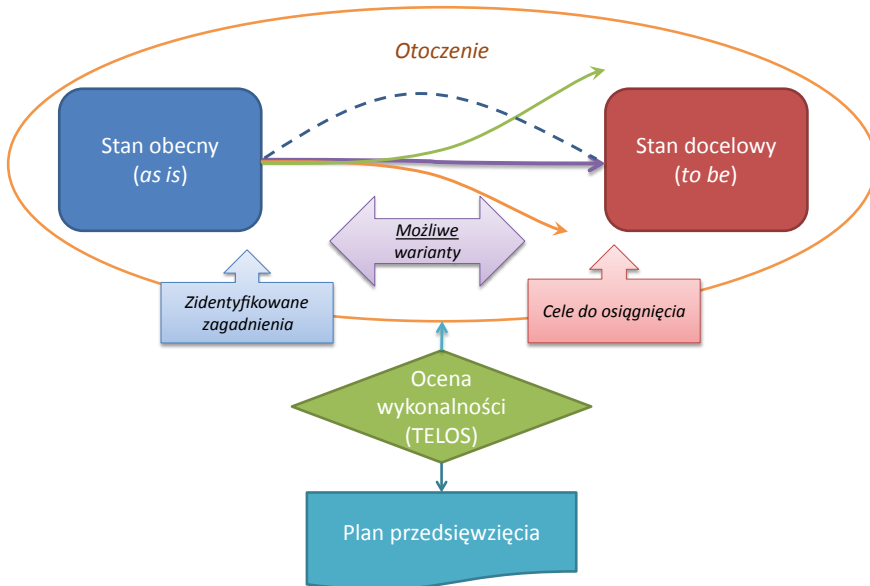 Otoczenie
Stan obecny
(as is)
Stan docelowy
(to be)
Możliwe
warianty
Zidentyfikowane
zagadnienia
Cele do osiągnięcia
Ocena
wykonalności
(TELOS)
Plan przedsięwzięcia